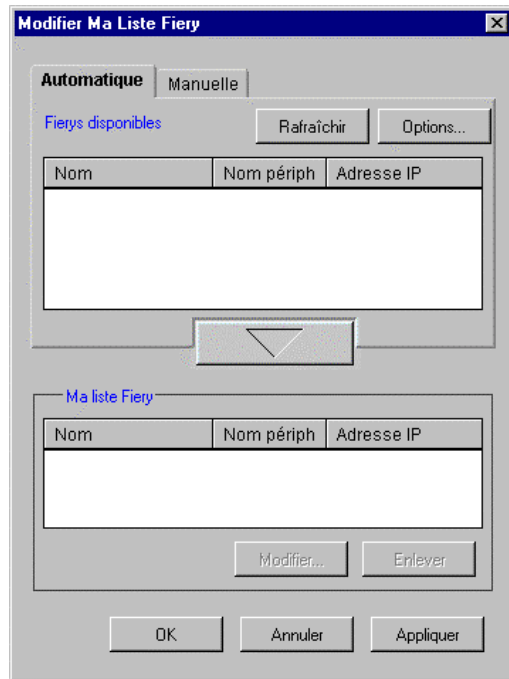 Modifier Ma Liste Fiery
Automatique Manuelle
Fierys disponibles Rafraîchir Options...
Nom Nom périph Adresse IP
Ma liste Fiery
Nom Nom périph Adresse IP
Modifier... Enlever
OK Annuler Appliquer